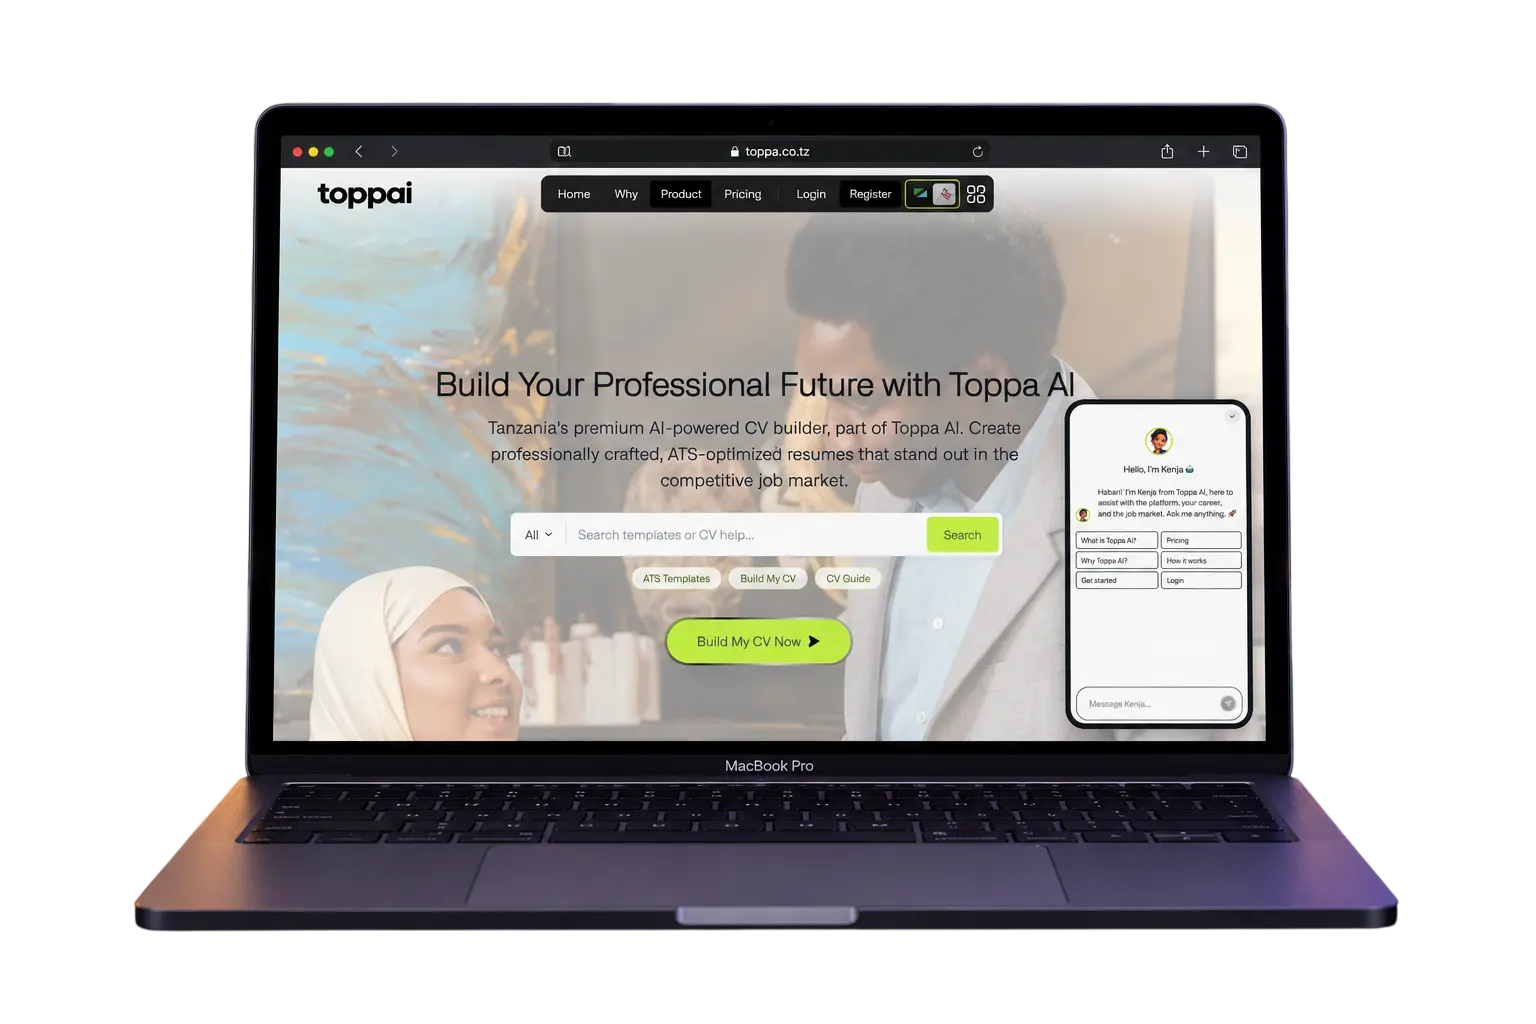 toppa.co.tz
toppai
Home Why Product Pricing Login Register
Build Your Professional Future with Toppa AI
Tanzania's premium AI-powered CV builder, part of Toppa AI. Create
professionally crafted, ATS-optimized resumes that stand out in the
competitive job market.
All Search templates or CV help... Search
ATS Templates Build My CV CV Guide
Build My CV Now
Hello, I'm Kenja
Habari! I'm Kenja from Toppa AI, here to
assist with the platform, your career,
and the job market. Ask me anything.
What is Toppa AI? Pricing
Why Toppa AI? How it works
Get started Login
Message Kenja...
MacBook Pro